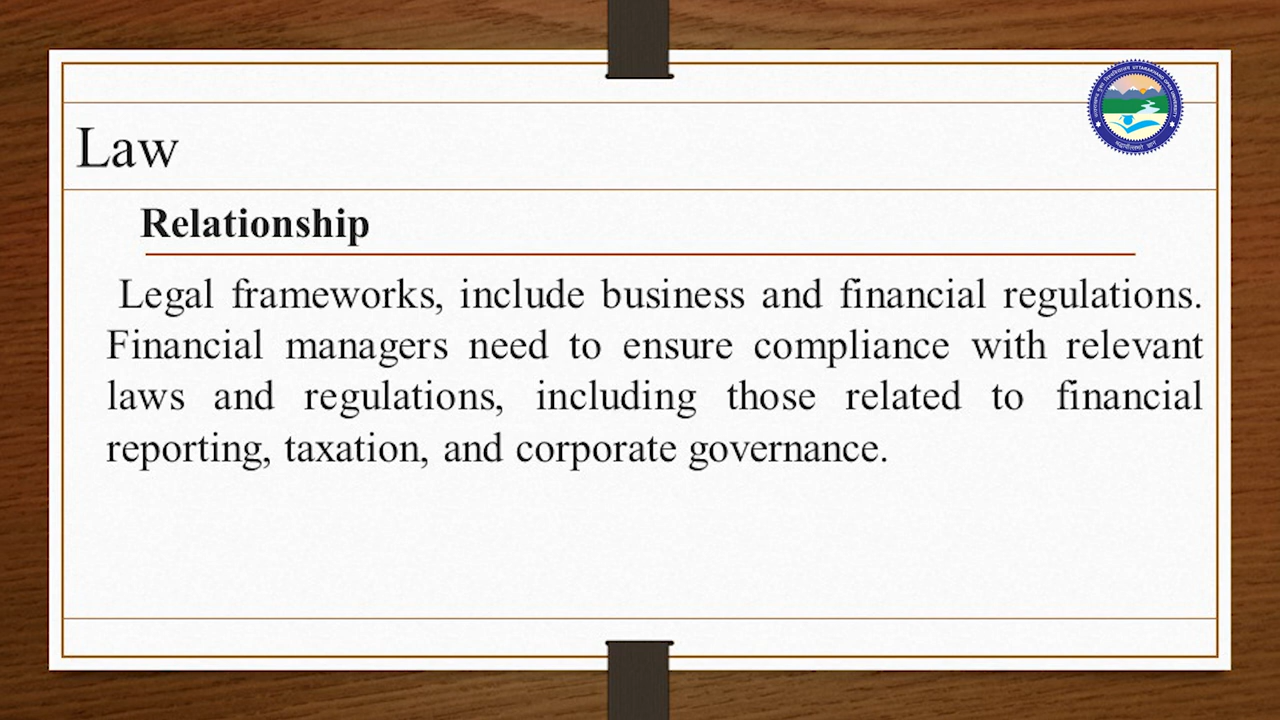 Law
Relationship
Legal frameworks, include business and financial regulations.
Financial managers need to ensure compliance with relevant
laws and regulations, including those related to financial
reporting, taxation, and corporate governance.